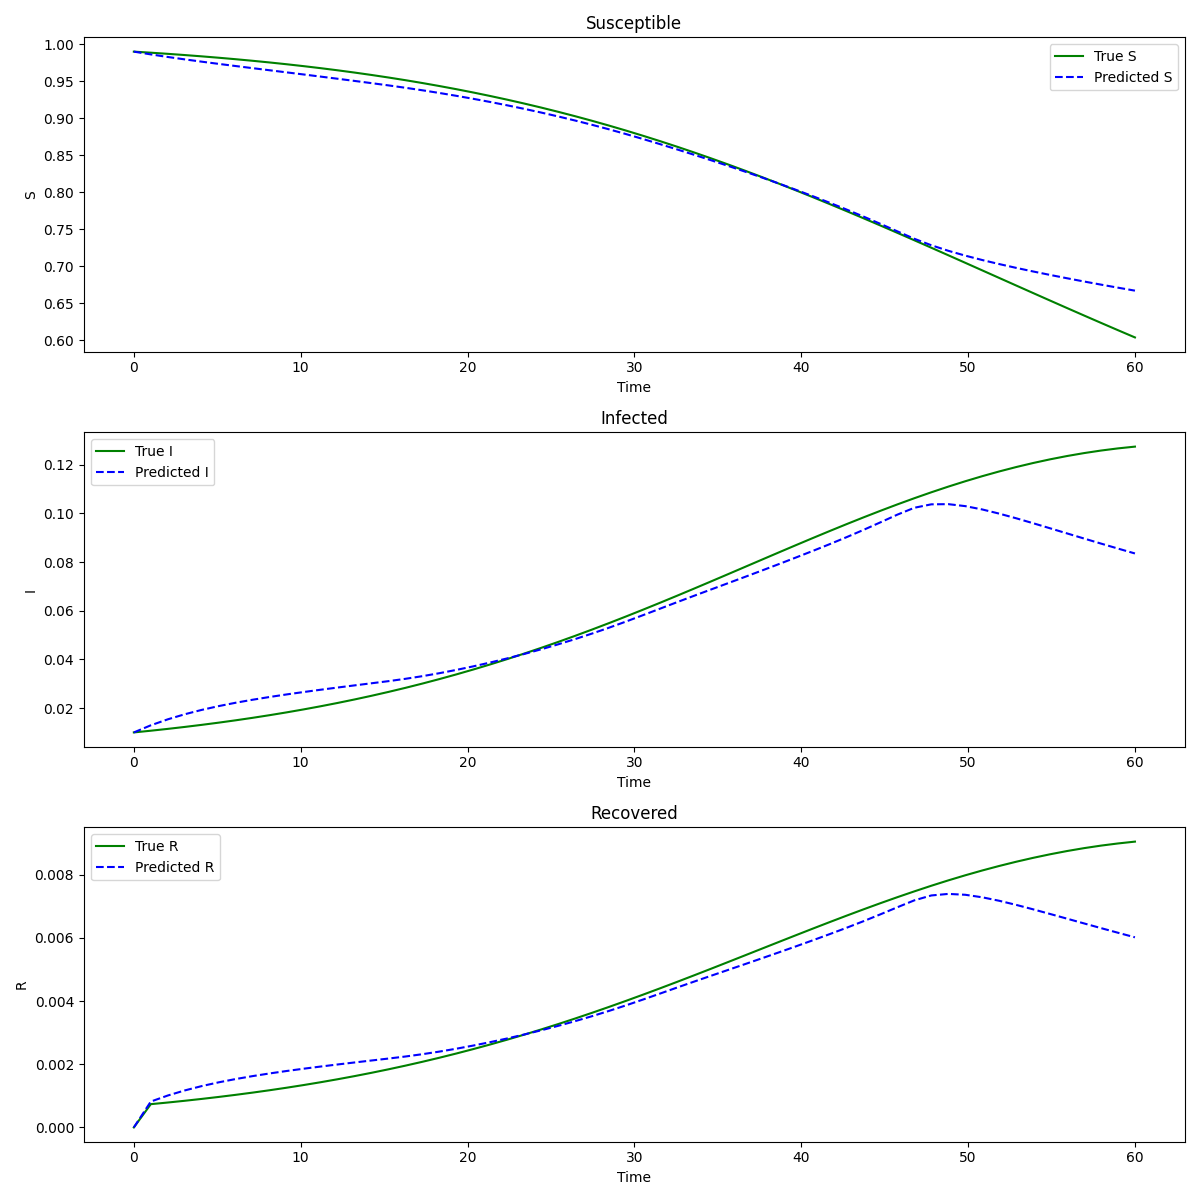 Susceptible
True S
Predicted S
1.00
0.95
0.90
0.85
0.80
0.75
0.70
0.65
0.60
S
0 10 20 30 40 50 60
Time
Infected
True I
Predicted I
0.12
0.10
0.08
0.06
0.04
0.02
I
0 10 20 30 40 50 60
Time
Recovered
True R
Predicted R
0.008
0.006
0.004
0.002
0.000
R
0 10 20 30 40 50 60
Time